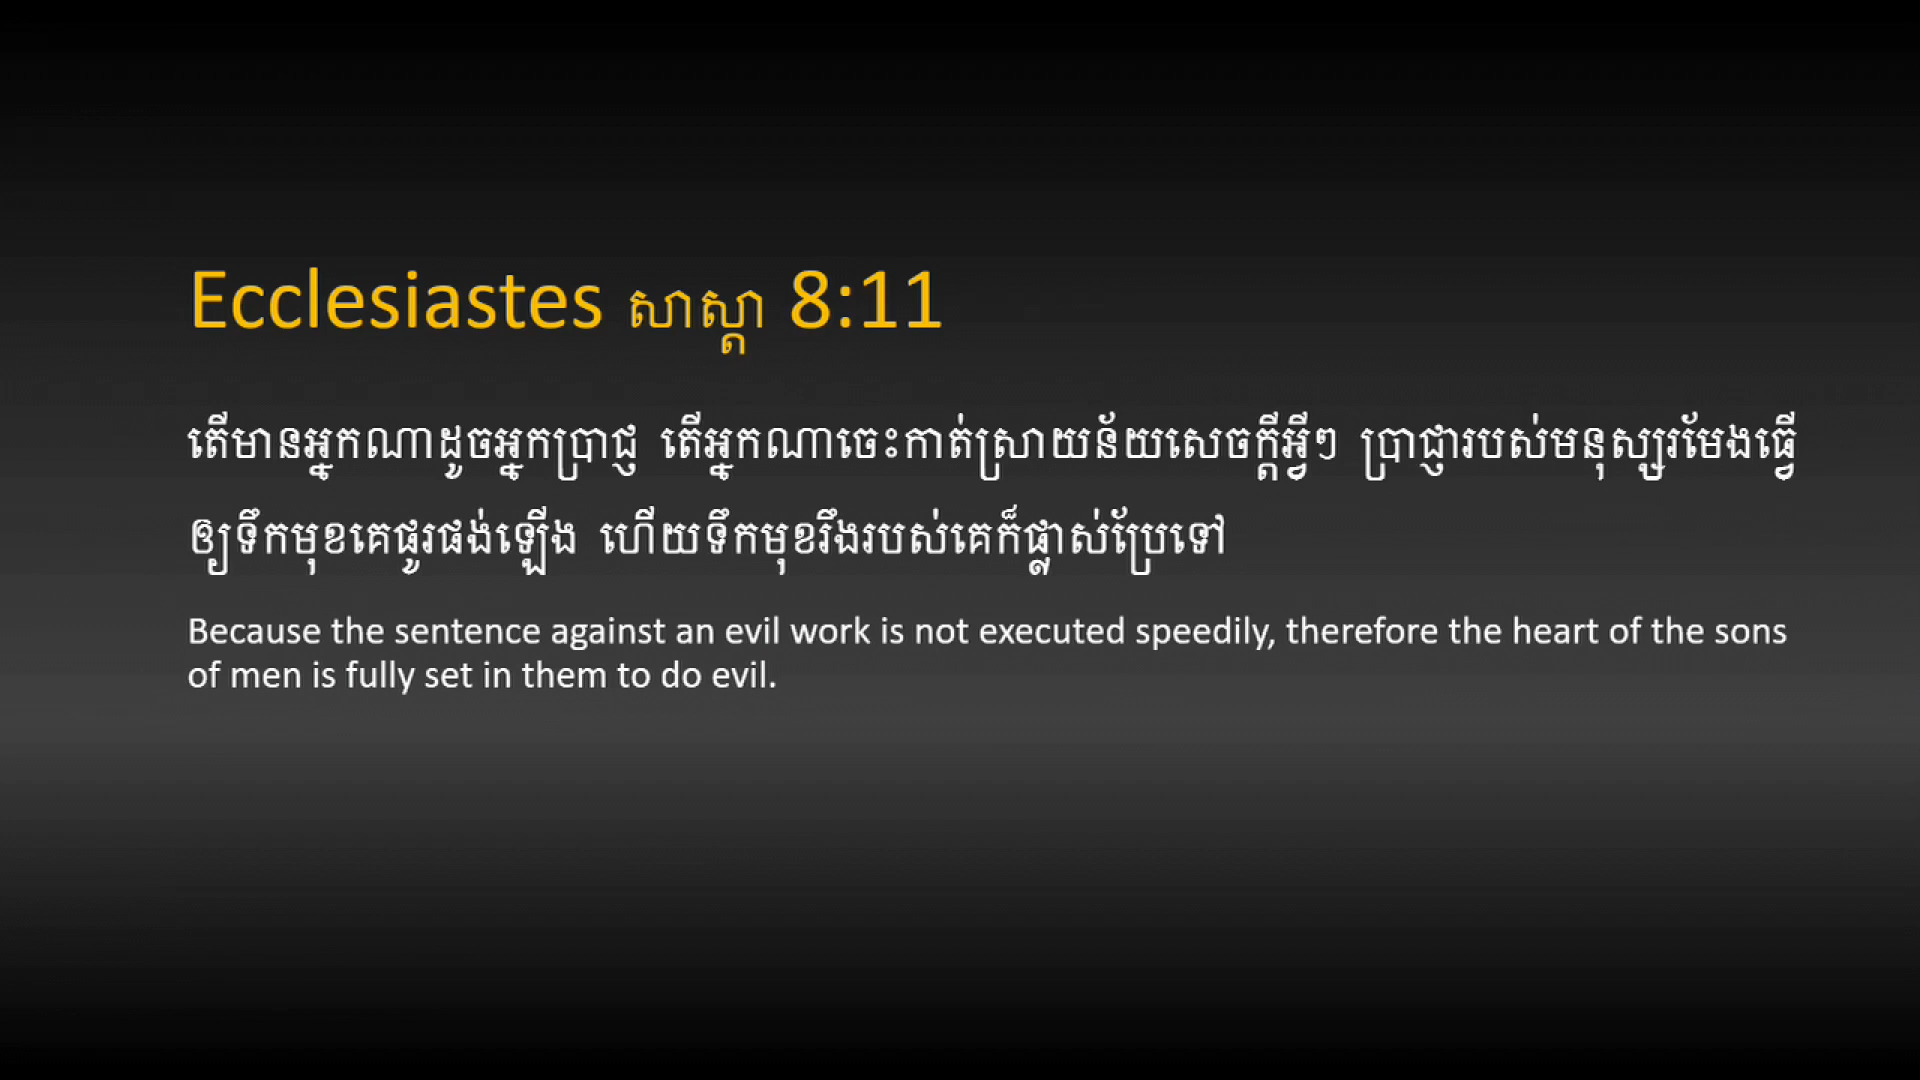 Ecclesiastes សាស្តា 8:11
តើមានអ្នកណាដូចអ្នកប្រាជ្ញ តើអ្នកណាចេះកាត់ស្រាយន័យសេចក្ដីអ្វីៗ ប្រាជ្ញារបស់មនុស្សរមែងធ្វើ
ឲ្យទឹកមុខគេផូរផង់ឡើង ហើយទឹកមុខរឹងរបស់គេក៏ផ្លាស់ប្រែទៅ
Because the sentence against an evil work is not executed speedily, therefore the heart of the sons
of men is fully set in them to do evil.